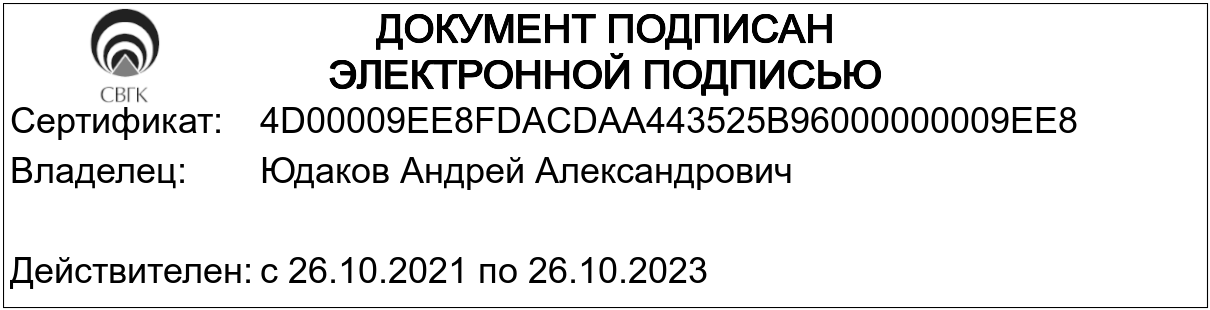 ДОКУМЕНТ ПОДПИСАН
ЭЛЕКТРОННОЙ ПОДПИСЬЮ
СВГК
Сертификат: 4D00009EE8FDACDAA443525B96000000009EE8
Владелец: Юдаков Андрей Александрович
Действителен: с 26.10.2021 по 26.10.2023